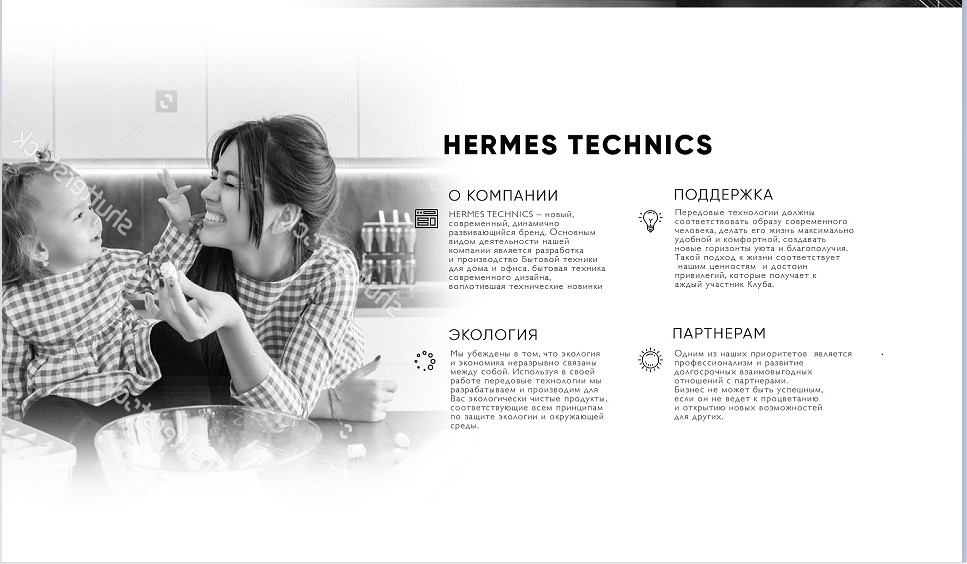 HERMES TECHNICS
О КОМПАНИИ
HERMES TECHNICS – новый,
современный, динамично
развивающийся бренд. Основным
видом деятельности нашей
компании является разработка
и производство Бытовой техники
для дома и офиса. бытовая техника
современного дизайна,
воплотившая технические новинки
ПОДДЕРЖКА
Передовые технологии должны
соответствовать образу современного
человека, делать его жизнь максимально
удобной и комфортной, создавать
новые горизонты уюта и благополучия.
Такой подход к жизни соответствует
нашим ценностям и достоин
привилегий, которые получает к
аждый участник Клуба.
ЭКОЛОГИЯ
Мы убеждены в том, что экология
и экономика неразрывно связаны
между собой. Используя в своей
работе передовые технологии мы
разрабатываем и производим для
Вас экологически чистые продукты,
соответствующие всем принципам
по защите экологии и окружающей
среды.
ПАРТНЕРАМ
Одним из наших приоритетов является
профессионализм и развитие
долгосрочных взаимовыгодных
отношений с партнерами.
Бизнес не может быть успешным,
если он не ведет к процветанию
и открытию новых возможностей
для других.
shutterstock